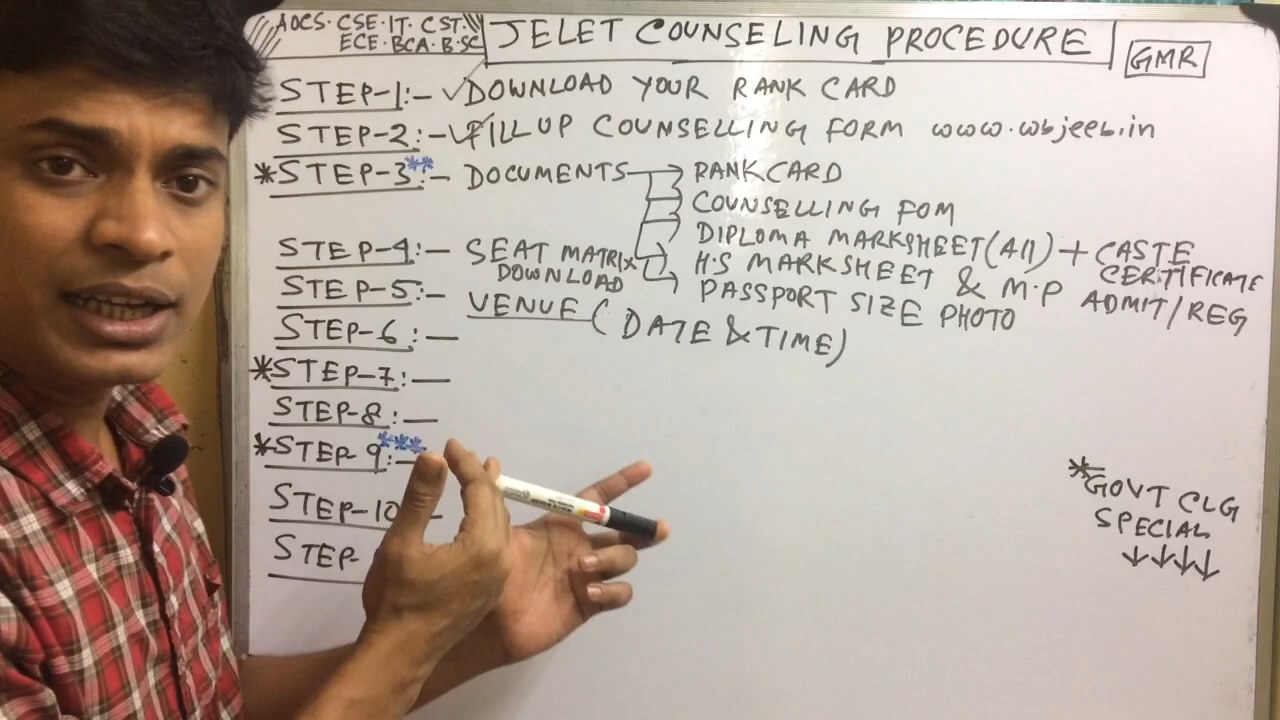 AOCS·CSE·IT·CST·
ECE·BCA·B·SC
JELET COUNSELING PROCEDURE
GMR
STEP-1:- ✓DOWNLOAD YOUR RANK CARD
STEP-2:- ✓FILLUP COUNSELLING FORM www.wbjeeb.in
*STEP-3**:- DOCUMENTS → RANK CARD
COUNSELLING FOM
DIPLOMA MARKSHEET(All) + CASTE CERTIFICATE
H·S MARKSHEET & M·P ADMIT/REG
PASSPORT SIZE PHOTO
STEP-4:- SEAT MATRIX DOWNLOAD
STEP-5:- VENUE (DATE & TIME)
STEP-6:-
*STEP-7:-
STEP-8:-
*STEP-9***:-
STEP-10-
STEP-
*GOVT CLG
SPECIAL
↓↓↓↓